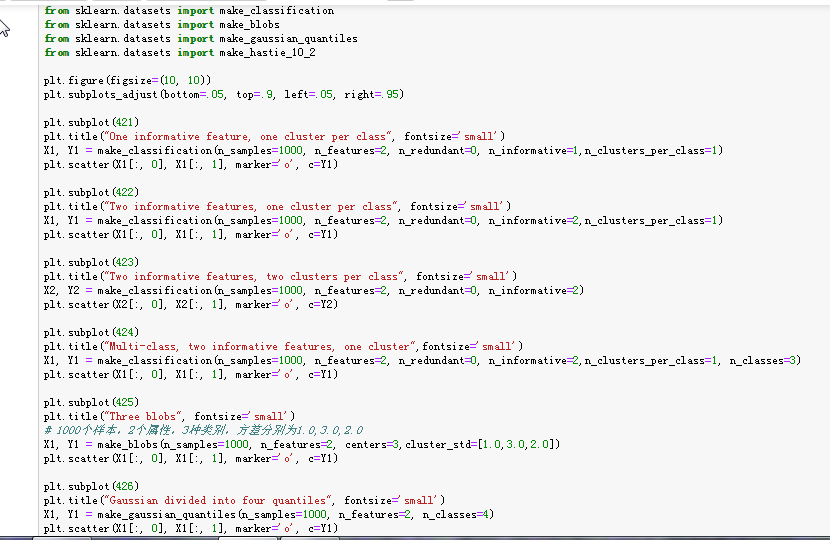 from sklearn.datasets import make_classification
from sklearn.datasets import make_blobs
from sklearn.datasets import make_gaussian_quantiles
from sklearn.datasets import make_hastie_10_2
plt.figure(figsize=(10, 10))
plt.subplots_adjust(bottom=.05, top=.9, left=.05, right=.95)
plt.subplot(421)
plt.title("One informative feature, one cluster per class", fontsize='small')
X1, Y1 = make_classification(n_samples=1000, n_features=2, n_redundant=0, n_informative=1,n_clusters_per_class=1)
plt.scatter(X1[:, 0], X1[:, 1], marker='o', c=Y1)
plt.subplot(422)
plt.title("Two informative features, one cluster per class", fontsize='small')
X1, Y1 = make_classification(n_samples=1000, n_features=2, n_redundant=0, n_informative=2,n_clusters_per_class=1)
plt.scatter(X1[:, 0], X1[:, 1], marker='o', c=Y1)
plt.subplot(423)
plt.title("Two informative features, two clusters per class", fontsize='small')
X2, Y2 = make_classification(n_samples=1000, n_features=2, n_redundant=0, n_informative=2)
plt.scatter(X2[:, 0], X2[:, 1], marker='o', c=Y2)
plt.subplot(424)
plt.title("Multi-class, two informative features, one cluster",fontsize='small')
X1, Y1 = make_classification(n_samples=1000, n_features=2, n_redundant=0, n_informative=2,n_clusters_per_class=1, n_classes=3)
plt.scatter(X1[:, 0], X1[:, 1], marker='o', c=Y1)
plt.subplot(425)
plt.title("Three blobs", fontsize='small')
# 1000个样本，2个属性，3种类别，方差分别为1.0,3.0,2.0
X1, Y1 = make_blobs(n_samples=1000, n_features=2, centers=3,cluster_std=[1.0,3.0,2.0])
plt.scatter(X1[:, 0], X1[:, 1], marker='o', c=Y1)
plt.subplot(426)
plt.title("Gaussian divided into four quantiles", fontsize='small')
X1, Y1 = make_gaussian_quantiles(n_samples=1000, n_features=2, n_classes=4)
plt.scatter(X1[:, 0], X1[:, 1], marker='o', c=Y1)